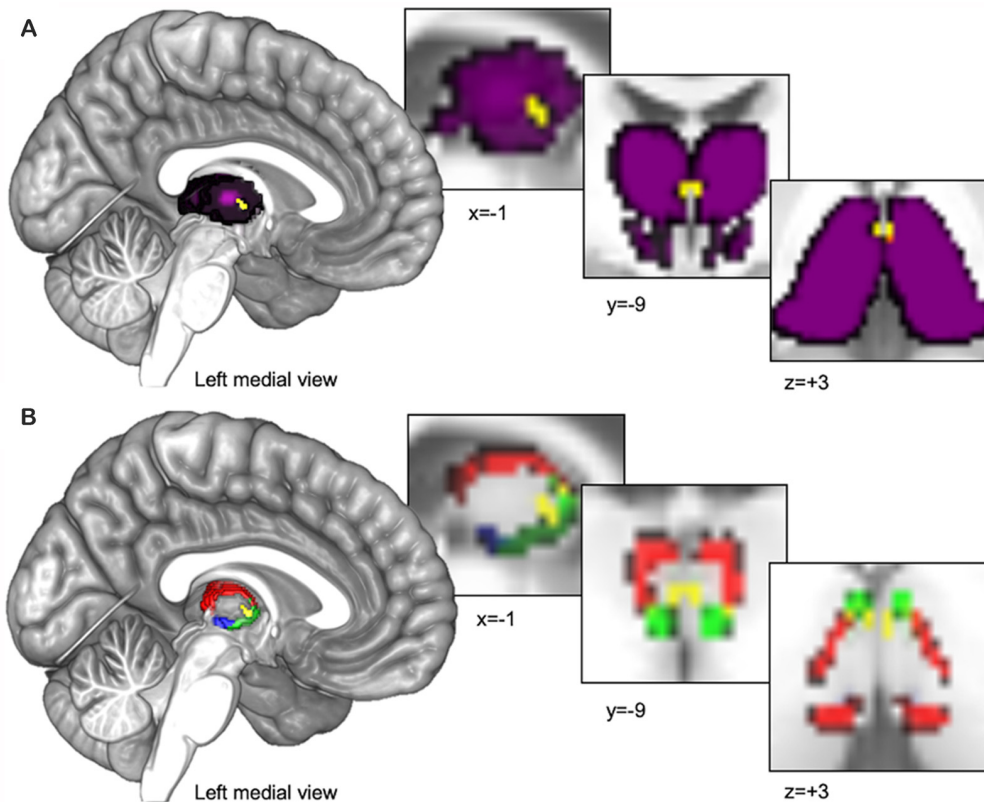 A
x=-1
y=-9
z=+3
Left medial view
B
x=-1
y=-9
z=+3
Left medial view